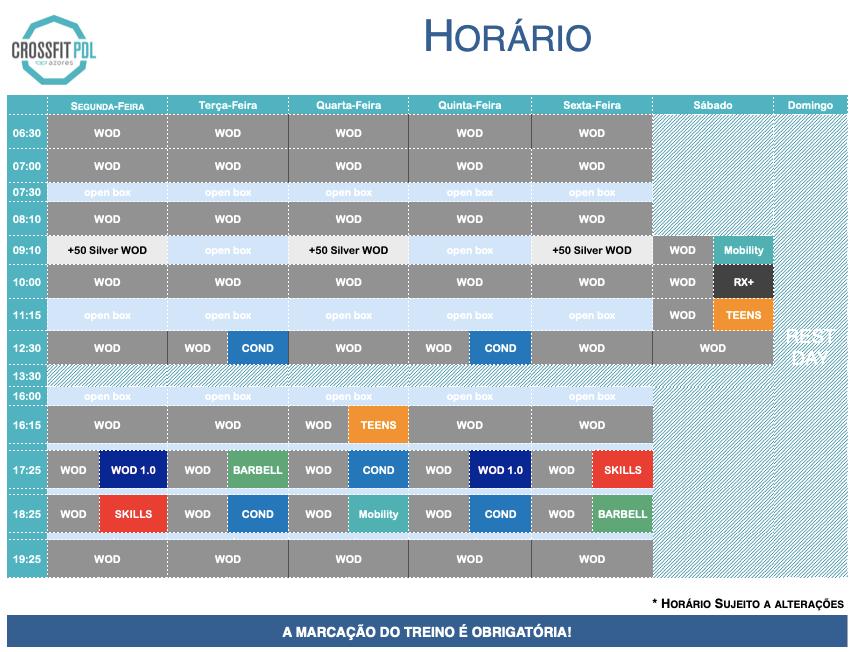 CROSSFIT PDL
azores
HORÁRIO
SEGUNDA-FEIRA Terça-Feira Quarta-Feira Quinta-Feira Sexta-Feira Sábado Domingo
06:30 WOD WOD WOD WOD WOD
07:00 WOD WOD WOD WOD WOD
07:30 open box open box open box open box open box
08:10 WOD WOD WOD WOD WOD
09:10 +50 Silver WOD open box +50 Silver WOD open box +50 Silver WOD WOD Mobility
10:00 WOD WOD WOD WOD WOD WOD RX+
11:15 open box open box open box open box open box WOD TEENS
12:30 WOD WOD COND WOD WOD COND WOD WOD
REST
DAY
13:30
16:00 open box open box open box open box open box
16:15 WOD WOD WOD TEENS WOD WOD
17:25 WOD WOD 1.0 WOD BARBELL WOD COND WOD WOD 1.0 WOD SKILLS
18:25 WOD SKILLS WOD COND WOD Mobility WOD COND WOD BARBELL
19:25 WOD WOD WOD WOD WOD
* HORÁRIO SUJEITO A ALTERAÇÕES
A MARCAÇÃO DO TREINO É OBRIGATÓRIA!